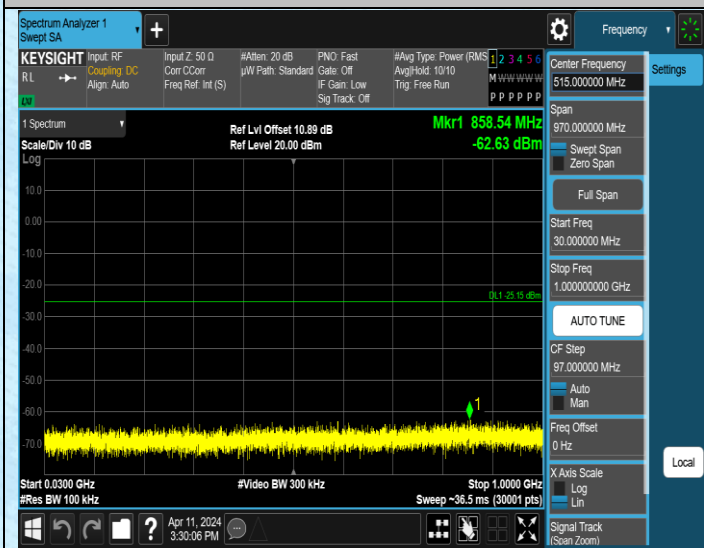 Spectrum Analyzer 1
Swept SA
Frequency
KEYSIGHT
RL
LXI
Input: RF
Coupling: DC
Align: Auto
Input Z: 50 Ω
Corr CCorr
Freq Ref: Int (S)
#Atten: 20 dB
µW Path: Standard
PNO: Fast
Gate: Off
IF Gain: Low
Sig Track: Off
#Avg Type: Power (RMS
Avg|Hold: 10/10
Trig: Free Run
1 2 3 4 5 6
M W W W W W
P P P P P P
1 Spectrum
Scale/Div 10 dB
Ref Lvl Offset 10.89 dB
Ref Level 20.00 dBm
Mkr1 858.54 MHz
-62.63 dBm
Log
10.0
0.00
-10.0
-20.0
DL1 -25.15 dBm
-30.0
-40.0
-50.0
-60.0
1
-70.0
Start 0.0300 GHz
#Video BW 300 kHz
Stop 1.0000 GHz
#Res BW 100 kHz
Sweep ~36.5 ms (30001 pts)
Apr 11, 2024
3:30:06 PM
Center Frequency
515.000000 MHz
Settings
Span
970.000000 MHz
Swept Span
Zero Span
Full Span
Start Freq
30.000000 MHz
Stop Freq
1.000000000 GHz
AUTO TUNE
CF Step
97.000000 MHz
Auto
Man
Freq Offset
0 Hz
Local
X Axis Scale
Log
Lin
Signal Track
(Span Zoom)